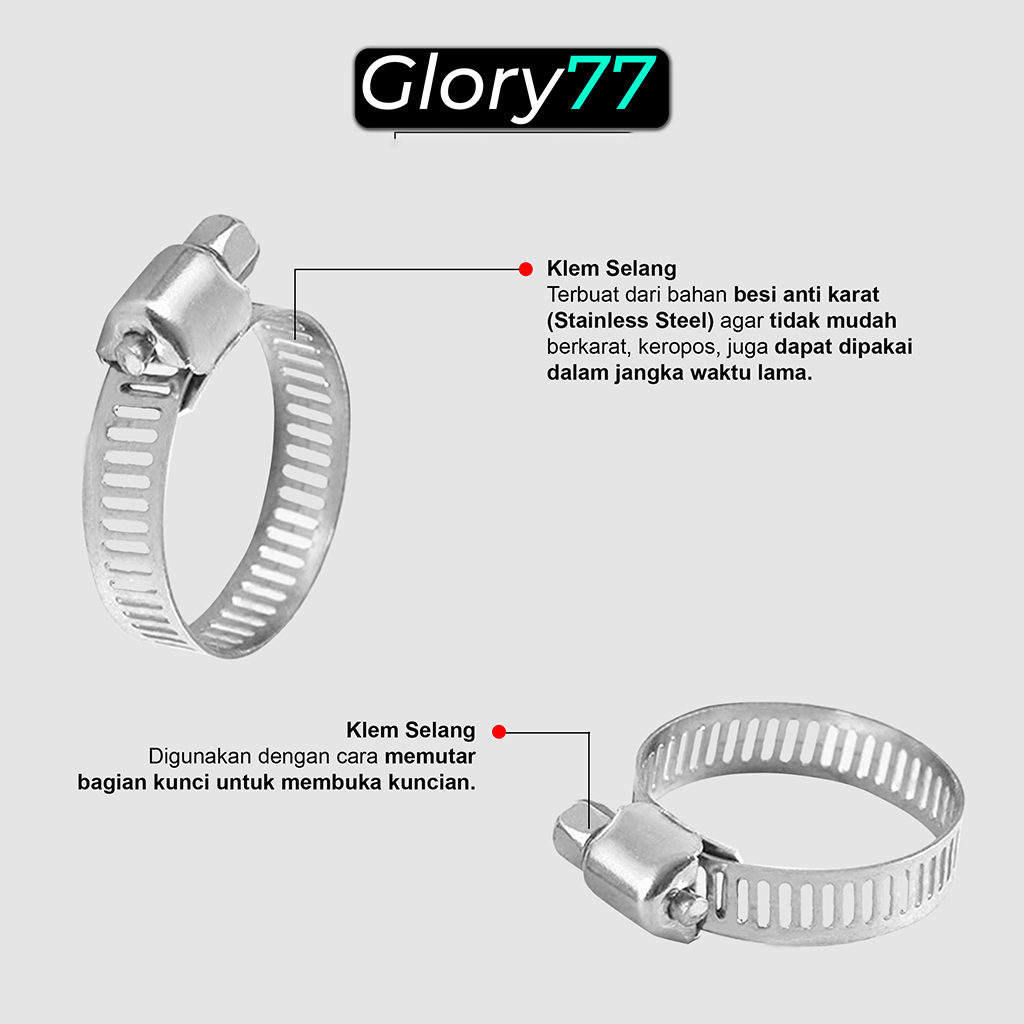 Glory77
Klem Selang
Terbuat dari bahan besi anti karat
(Stainless Steel) agar tidak mudah
berkarat, keropos, juga dapat dipakai
dalam jangka waktu lama.
Klem Selang
Digunakan dengan cara memutar
bagian kunci untuk membuka kuncian.